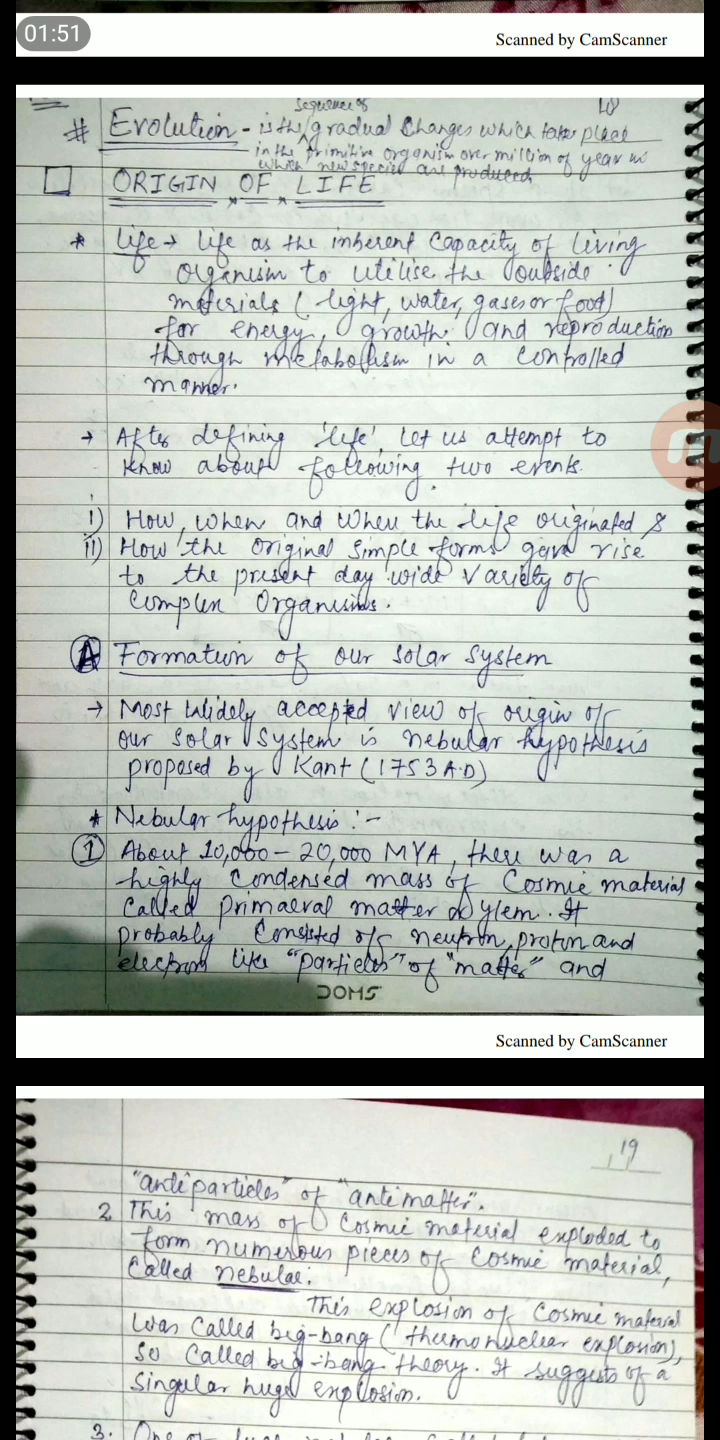 01:51
Scanned by CamScanner
18
Sequence of
# Evolution - is the gradual changes which takes place
in the primitive organism over million of year in
which new species are produced
ORIGIN OF LIFE
* Life → Life as the inherent capacity of living
organism to utilise the outside
materials (light, water, gases or food)
for energy, growth and reproduction
through metabolism in a controlled
manner.
→ After defining 'life', let us attempt to
know about following two events.
i) How, when and when the life originated &
ii) How the original simple forms gave rise
to the present day wide variety of
complex organisms.
A Formation of our solar system
→ Most widely accepted view of origin of
our solar system is nebular hypothesis
proposed by Kant (1753 A.D)
* Nebular hypothesis :-
1 About 10,000 - 20,000 MYA, there was a
highly condensed mass of cosmic material
called primaeval matter or ylem. It
probably consisted of neutron, proton and
electron like "particles" of "matter" and
DOMS
Scanned by CamScanner
19
"antiparticles" of "antimatter".
2 This mass of cosmic material exploded to
form numerous pieces of cosmic material,
called nebulae.
This explosion of cosmic material
was called big-bang (thermonuclear explosion),
so called big-bang theory. It suggests of a
singular huge explosion.
3. One of